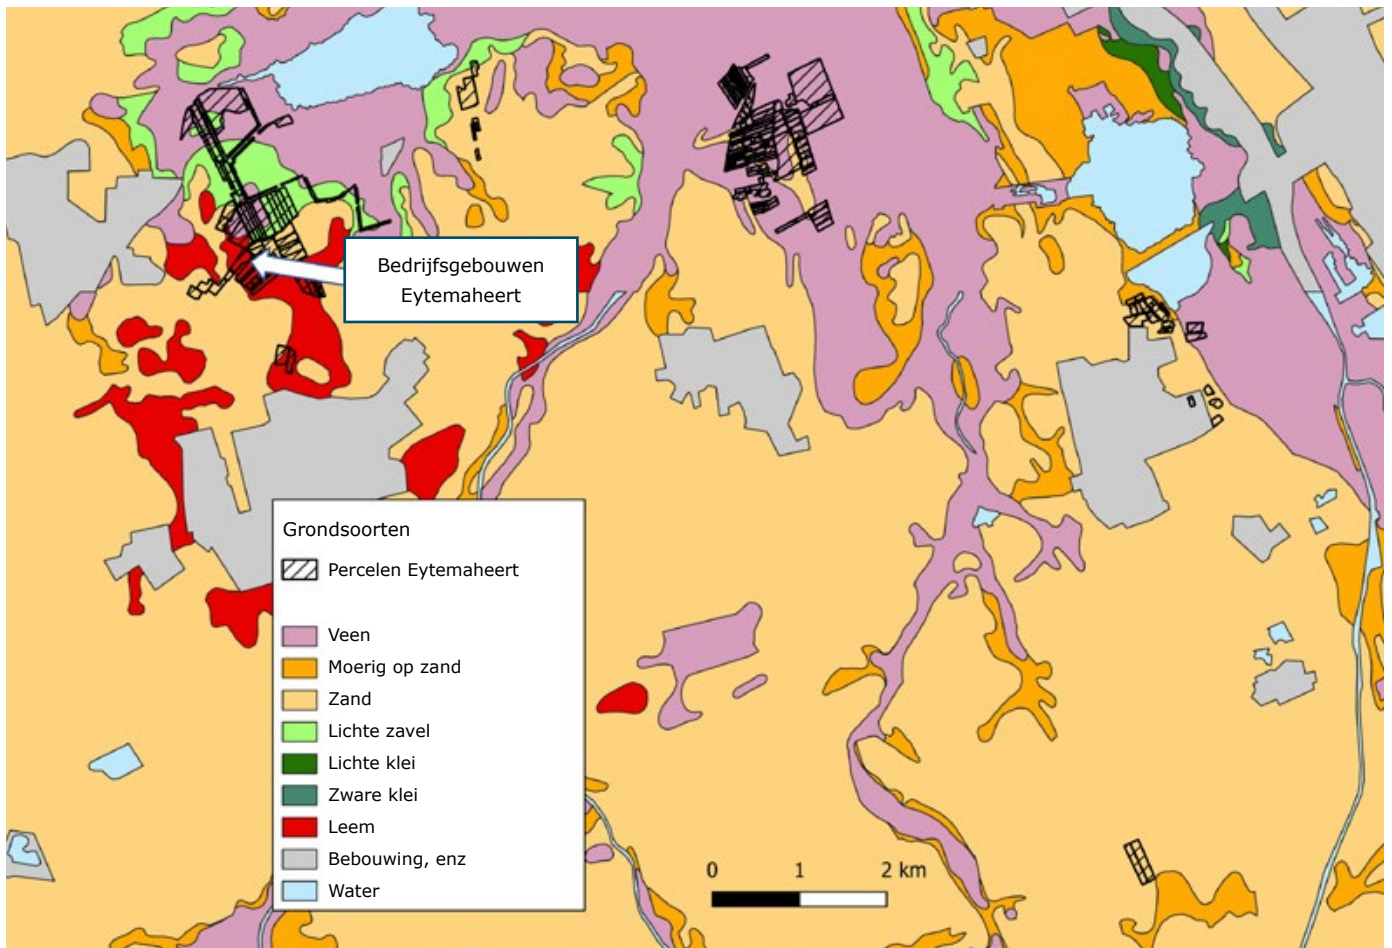 Bedrijfsgebouwen
Eytemaheert
Grondsoorten
Percelen Eytemaheert
Veen
Moerig op zand
Zand
Lichte zavel
Lichte klei
Zware klei
Leem
Bebouwing, enz
Water
0 1 2 km